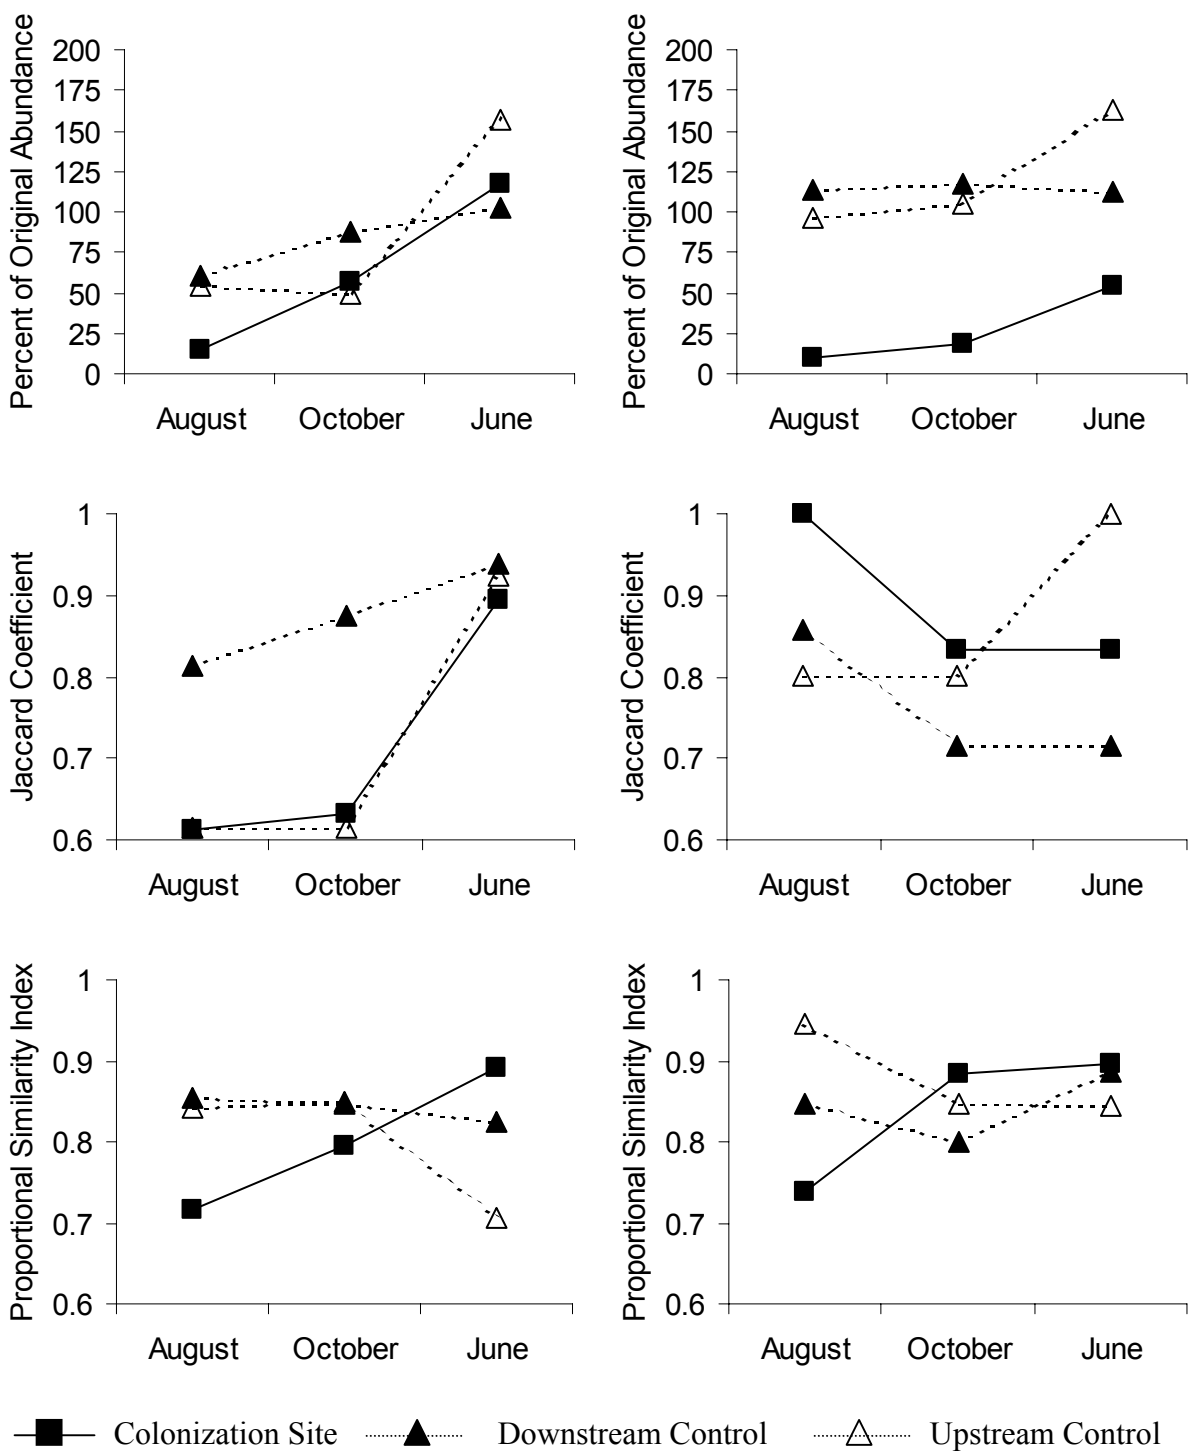 Percent of Original Abundance
200
175
150
125
100
75
50
25
0
August October June
Percent of Original Abundance
200
175
150
125
100
75
50
25
0
August October June
Jaccard Coefficient
1
0.9
0.8
0.7
0.6
August October June
Jaccard Coefficient
1
0.9
0.8
0.7
0.6
August October June
Proportional Similarity Index
1
0.9
0.8
0.7
0.6
August October June
Proportional Similarity Index
1
0.9
0.8
0.7
0.6
August October June
Colonization Site Downstream Control Upstream Control